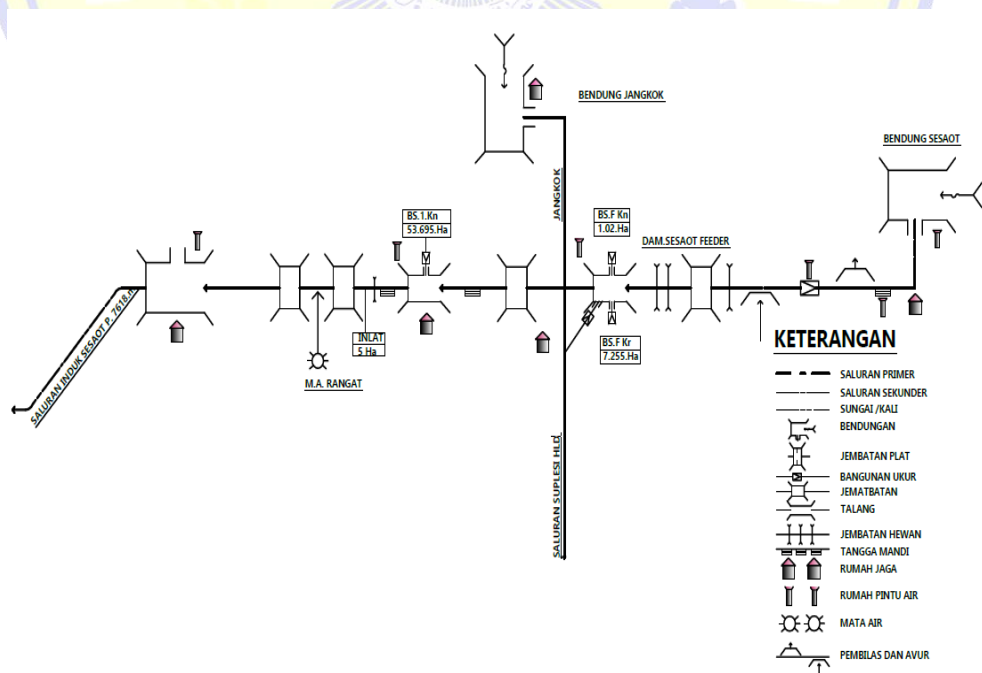 BENDUNG JANGKOK
BENDUNG SESAOT
JANGKOK
BS.1.Kn
53.695.Ha
BS.F Kn
1.02.Ha
DAM.SESAOT FEEDER
INLAT
5 Ha
BS.F Kr
7.255.Ha
M.A. RANGAT
SALURAN INDUK SESAOT P. 7618.m
SALURAN SUPLESI HLD
KETERANGAN
SALURAN PRIMER
SALURAN SEKUNDER
SUNGAI /KALI
BENDUNGAN
JEMBATAN PLAT
BANGUNAN UKUR
JEMATBATAN
TALANG
JEMBATAN HEWAN
TANGGA MANDI
RUMAH JAGA
RUMAH PINTU AIR
MATA AIR
PEMBILAS DAN AVUR